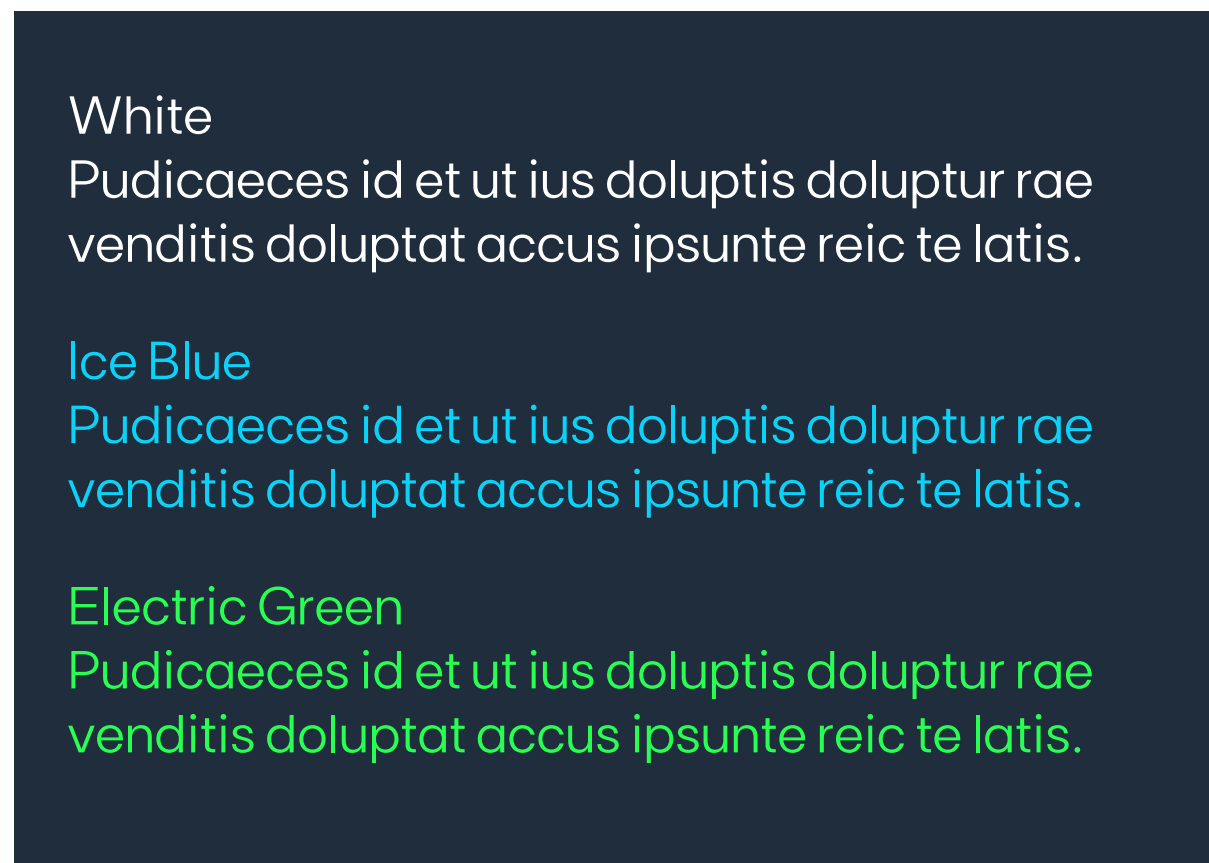 White
Pudicaeces id et ut ius doluptis doluptur rae
venditis doluptat accus ipsunte reic te latis.
Ice Blue
Pudicaeces id et ut ius doluptis doluptur rae
venditis doluptat accus ipsunte reic te latis.
Electric Green
Pudicaeces id et ut ius doluptis doluptur rae
venditis doluptat accus ipsunte reic te latis.